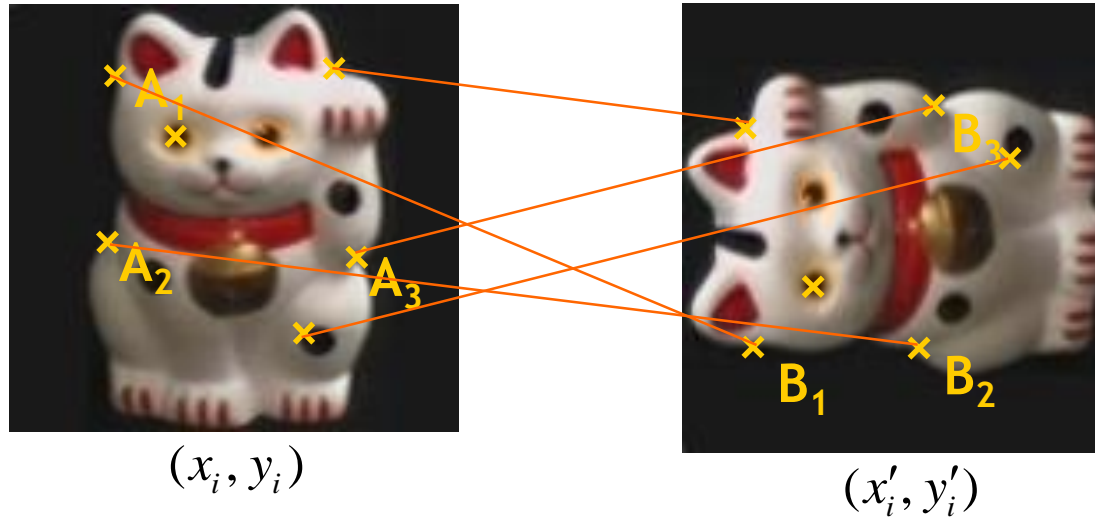 A₁
A₂
A₃
B₃
B₁
B₂
(xᵢ, yᵢ)
(x′ᵢ, y′ᵢ)